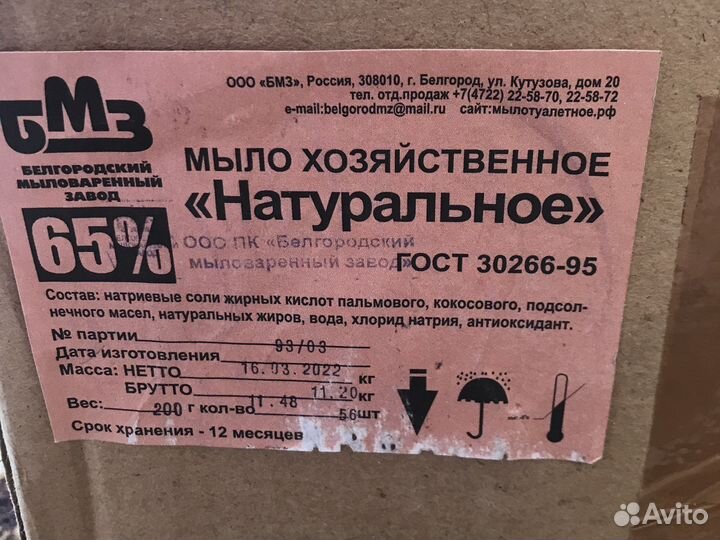 ООО «БМЗ», Россия, 308010, г. Белгород, ул. Кутузова, дом 20
тел. отд.продаж +7(4722) 22-58-70, 22-58-72
e-mail:belgorodmz@mail.ru сайт:мылотуалетное.рф
БМЗ
БЕЛГОРОДСКИЙ
МЫЛОВАРЕННЫЙ
ЗАВОД
МЫЛО ХОЗЯЙСТВЕННОЕ
«Натуральное»
65%
ООО ПК «Белгородский
мыловаренный завод»
ГОСТ 30266-95
Состав: натриевые соли жирных кислот пальмового, кокосового, подсол-
нечного масел, натуральных жиров, вода, хлорид натрия, антиоксидант.
№ партии 93/03
Дата изготовления 16.03.2022
Масса: НЕТТО 11.20 кг
БРУТТО 11.48 кг
Вес: 200 г кол-во 56 шт
Срок хранения - 12 месяцев
Avito